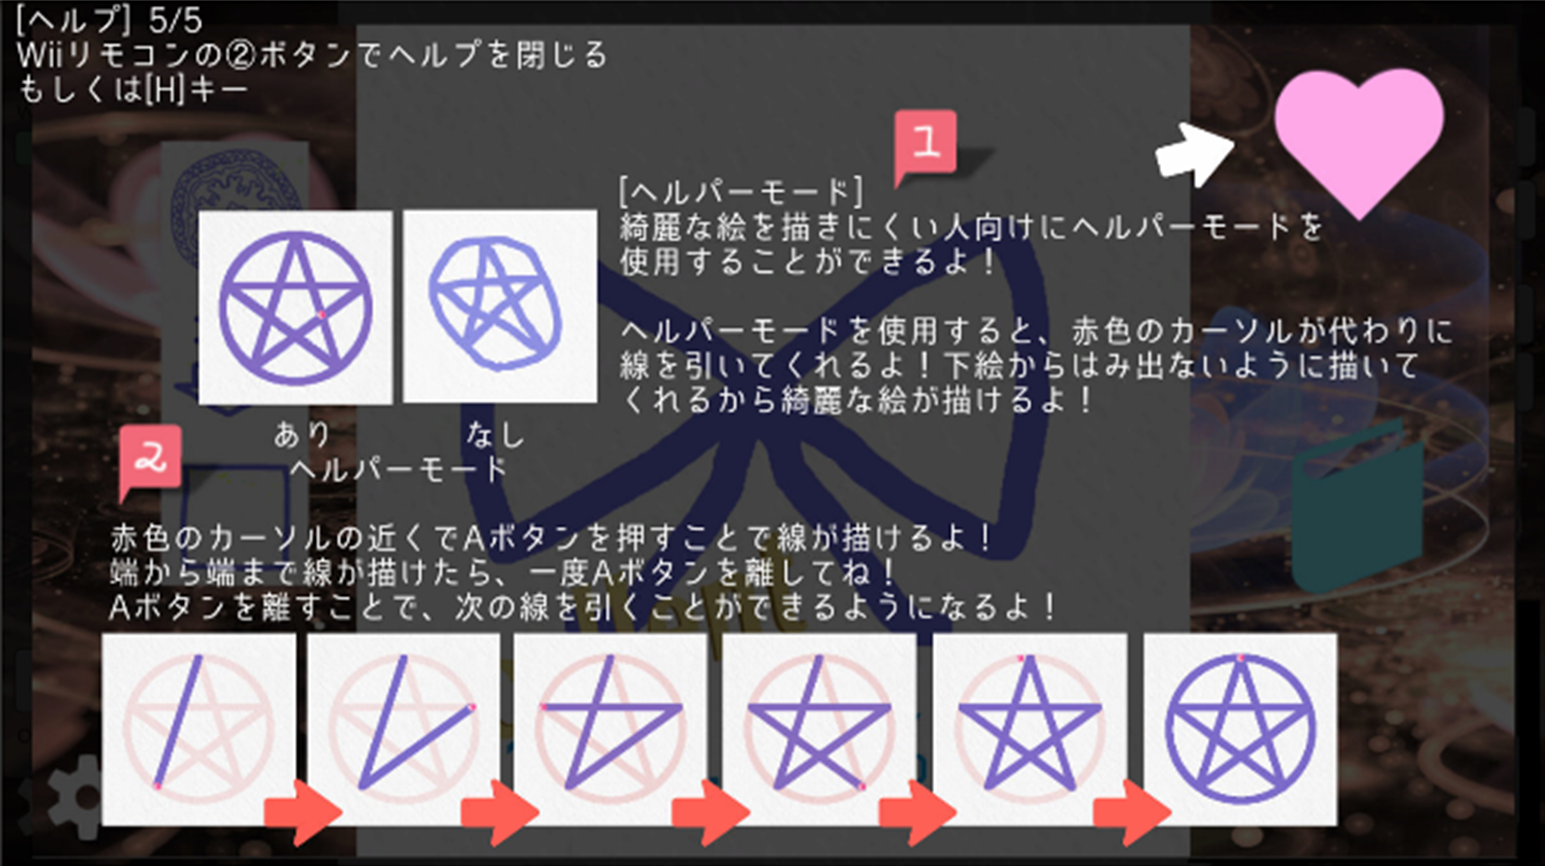 [ヘルプ] 5/5
Wiiリモコンの②ボタンでヘルプを閉じる
もしくは[H]キー
1
[ヘルパーモード]
綺麗な絵を描きにくい人向けにヘルパーモードを
使用することができるよ！
ヘルパーモードを使用すると、赤色のカーソルが代わりに
線を引いてくれるよ！下絵からはみ出ないように描いて
くれるから綺麗な絵が描けるよ！
あり なし
ヘルパーモード
2
赤色のカーソルの近くでAボタンを押すことで線が描けるよ！
端から端まで線が描けたら、一度Aボタンを離してね！
Aボタンを離すことで、次の線を引くことができるようになるよ！